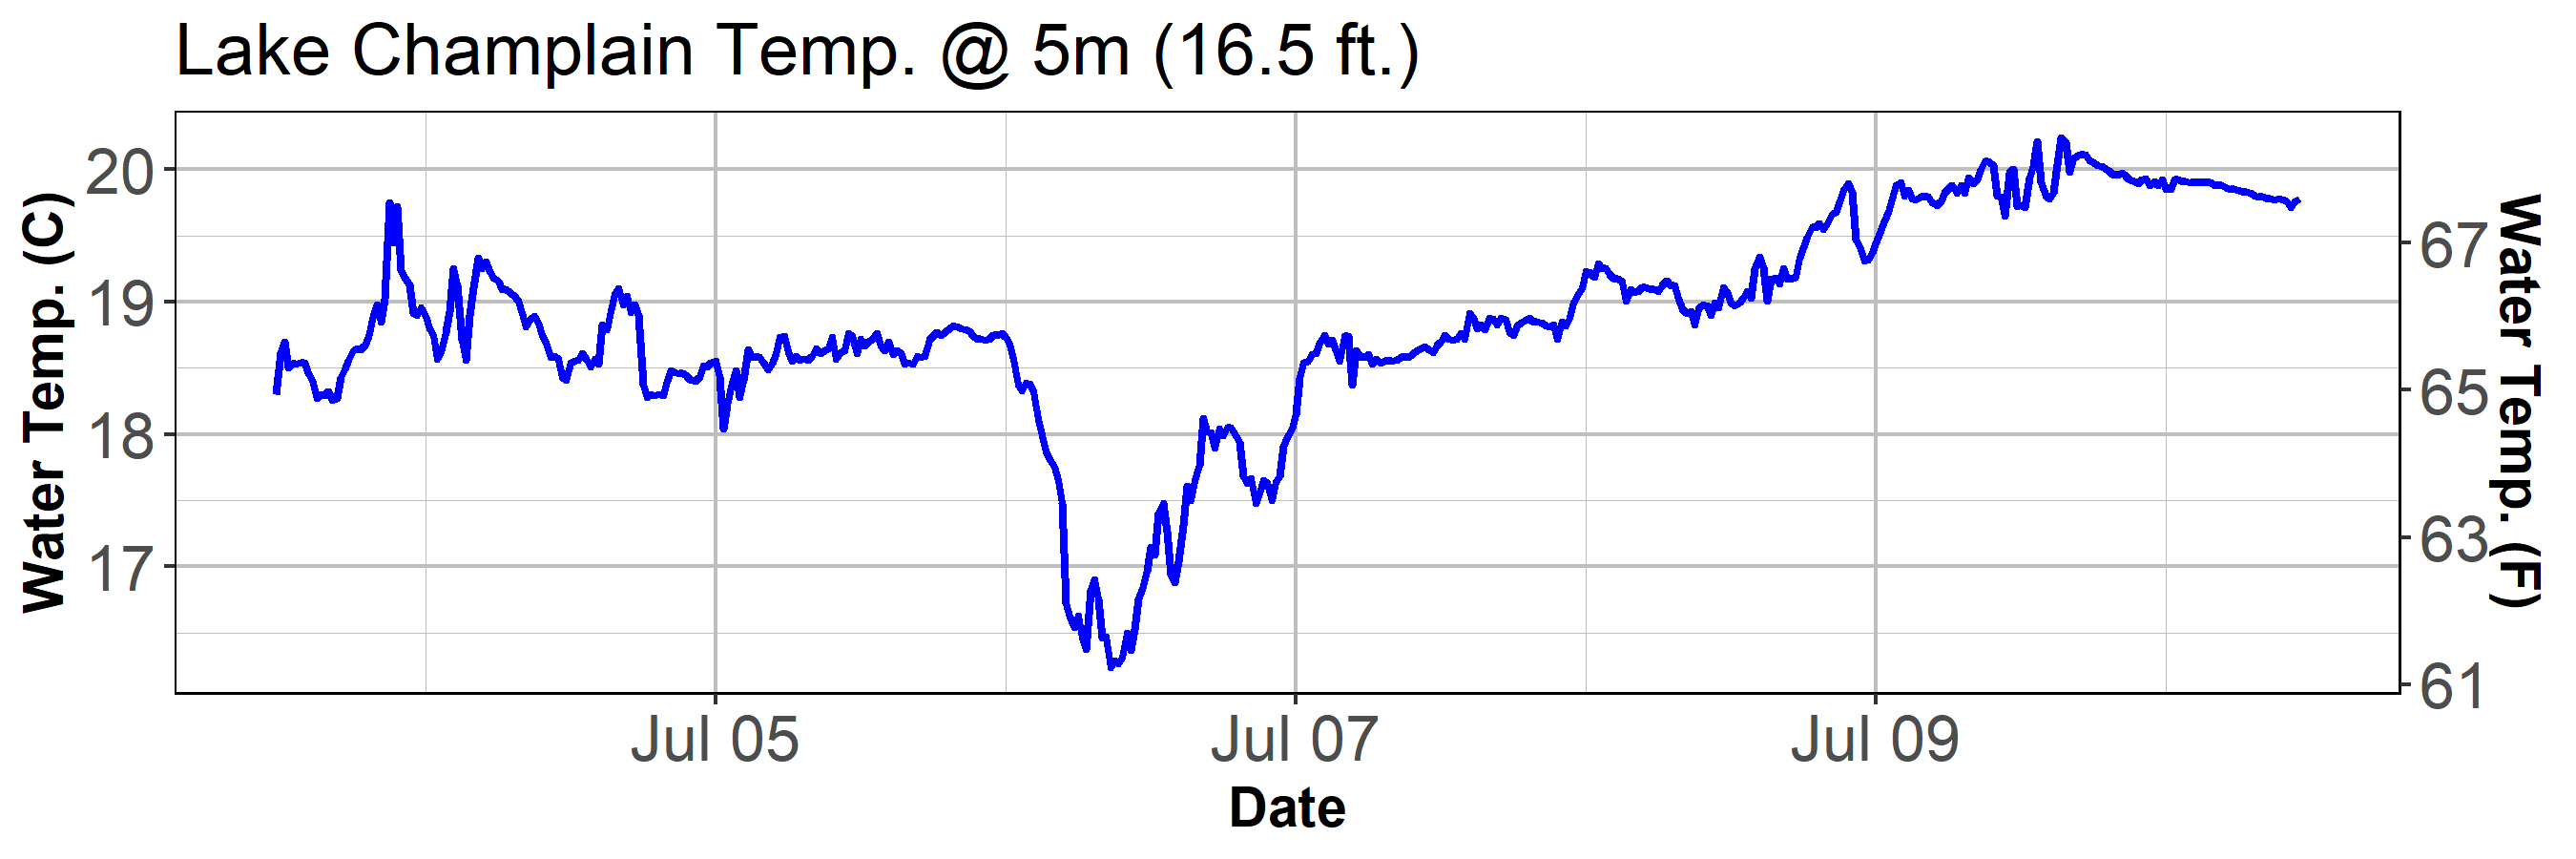 Lake Champlain Temp. @ 5m (16.5 ft.)
Water Temp. (C)
20
19
18
17
67
65
63
61
Water Temp. (F)
Jul 05 Jul 07 Jul 09
Date